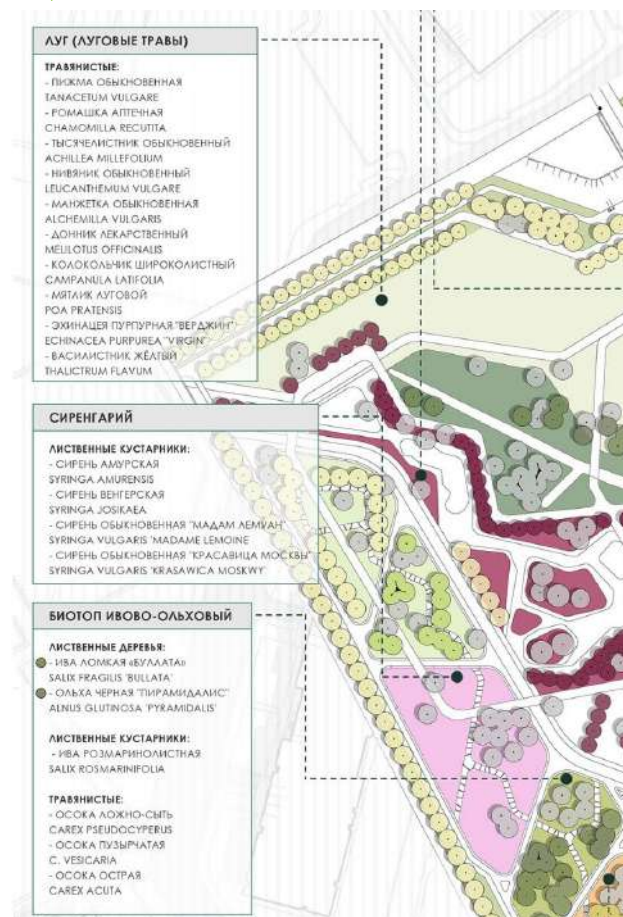 ЛУГ (ЛУГОВЫЕ ТРАВЫ)
ТРАВЯНИСТЫЕ:
- ПИЖМА ОБЫКНОВЕННАЯ
TANACETUM VULGARE
- РОМАШКА АПТЕЧНАЯ
CHAMOMILLA RECUTITA
- ТЫСЯЧЕЛИСТНИК ОБЫКНОВЕННЫЙ
ACHILLEA MILLEFOLIUM
- НИВЯНИК ОБЫКНОВЕННЫЙ
LEUCANTHEMUM VULGARE
- МАНЖЕТКА ОБЫКНОВЕННАЯ
ALCHEMILLA VULGARIS
- ДОННИК ЛЕКАРСТВЕННЫЙ
MELILOTUS OFFICINALIS
- КОЛОКОЛЬЧИК ШИРОКОЛИСТНЫЙ
CAMPANULA LATIFOLIA
- МЯТЛИК ЛУГОВОЙ
POA PRATENSIS
- ЭХИНАЦЕЯ ПУРПУРНАЯ "ВЕРДЖИН"
ECHINACEA PURPUREA "VIRGIN"
- ВАСИЛИСТНИК ЖЁЛТЫЙ
THALICTRUM FLAVUM
СИРЕНГАРИЙ
ЛИСТВЕННЫЕ КУСТАРНИКИ:
- СИРЕНЬ АМУРСКАЯ
SYRINGA AMURENSIS
- СИРЕНЬ ВЕНГЕРСКАЯ
SYRINGA JOSIKAEA
- СИРЕНЬ ОБЫКНОВЕННАЯ "МАДАМ ЛЕМУАН"
SYRINGA VULGARIS 'MADAME LEMOINE
- СИРЕНЬ ОБЫКНОВЕННАЯ "КРАСАВИЦА МОСКВЫ"
SYRINGA VULGARIS 'KRASAWICA MOSKWY'
БИОТОП ИВОВО-ОЛЬХОВЫЙ
ЛИСТВЕННЫЕ ДЕРЕВЬЯ:
- ИВА ЛОМКАЯ «БУЛЛАТА»
SALIX FRAGILIS 'BULLATA'
- ОЛЬХА ЧЕРНАЯ "ПИРАМИДАЛИС"
ALNUS GLUTINOSA 'PYRAMIDALIS'
ЛИСТВЕННЫЕ КУСТАРНИКИ:
- ИВА РОЗМАРИНОЛИСТНАЯ
SALIX ROSMARINIFOLIA
ТРАВЯНИСТЫЕ:
- ОСОКА ЛОЖНО-СЫТЬ
CAREX PSEUDOCYPERUS
- ОСОКА ПУЗЫРЧАТАЯ
C. VESICARIA
- ОСОКА ОСТРАЯ
CAREX ACUTA